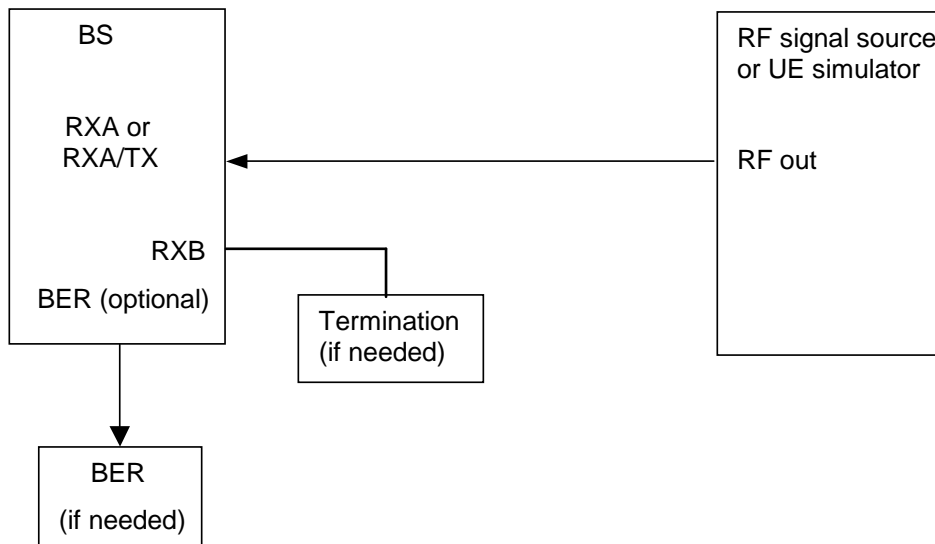 BS
RXA or
RXA/TX
RXB
BER (optional)
RF signal source
or UE simulator
RF out
Termination
(if needed)
BER
(if needed)